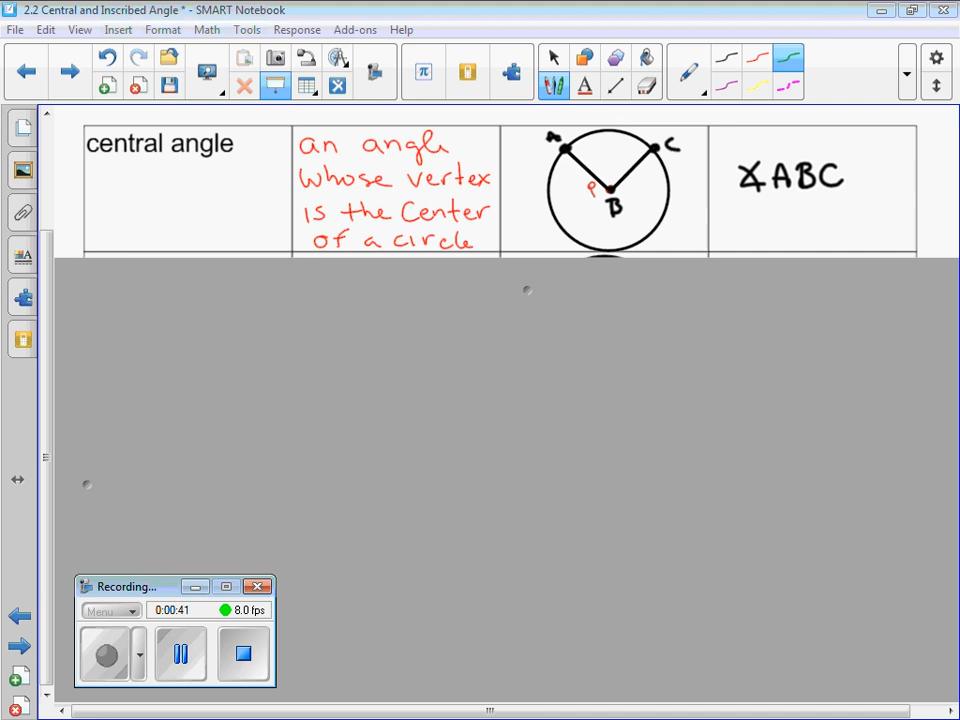 2.2 Central and Inscribed Angle * - SMART Notebook
File Edit View Insert Format Math Tools Response Add-ons Help
central angle
an angle
whose vertex
is the Center
of a circle
A
C
P
B
∡ABC
Recording...
Menu
0:00:41
8.0 fps